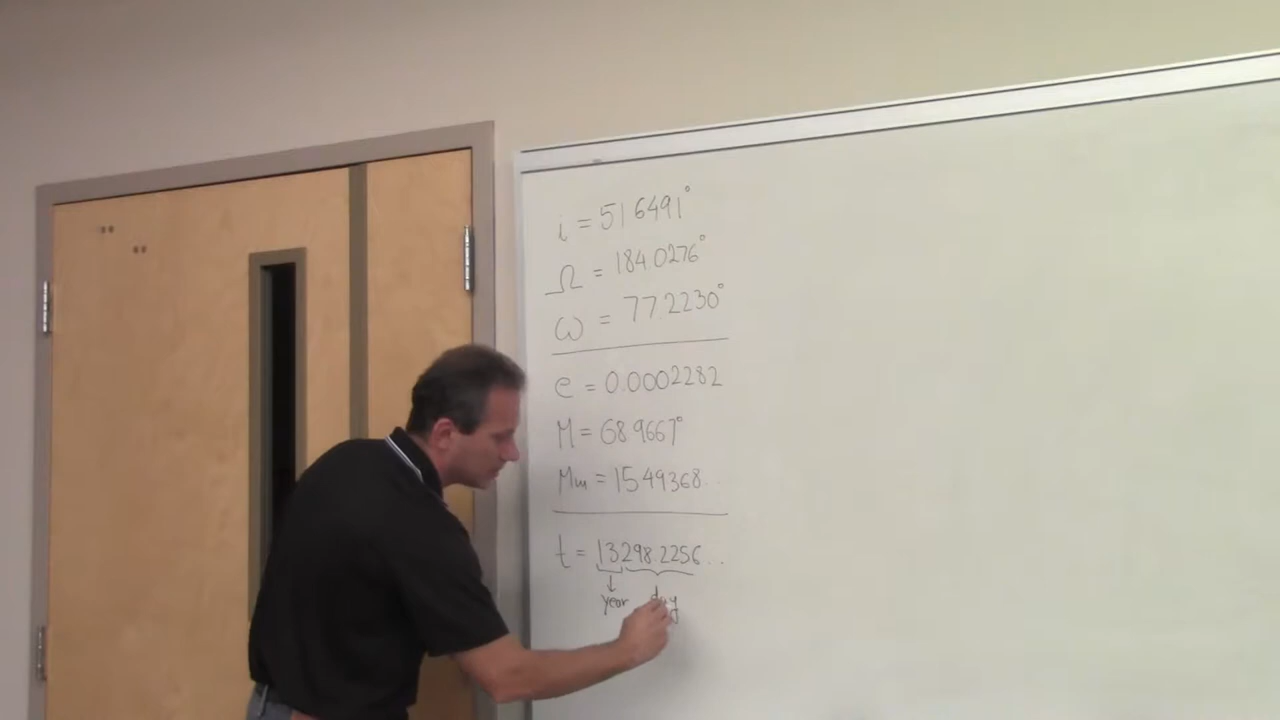 i = 51.6491°
Ω = 184.0276°
ω = 77.2230°
e = 0.0002282
M = 68.9667°
Mm = 15.49368..
t = 13298.2256...
year day